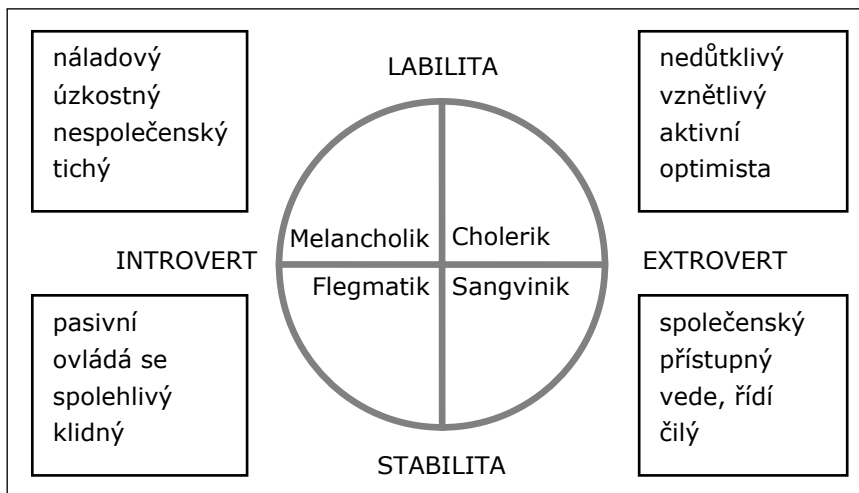 náladový
úzkostný
nespolečenský
tichý
LABILITA
nedůtklivý
vznětlivý
aktivní
optimista
Melancholik
Cholerik
INTROVERT
EXTROVERT
Flegmatik
Sangvinik
pasivní
ovládá se
spolehlivý
klidný
společenský
přístupný
vede, řídí
čilý
STABILITA